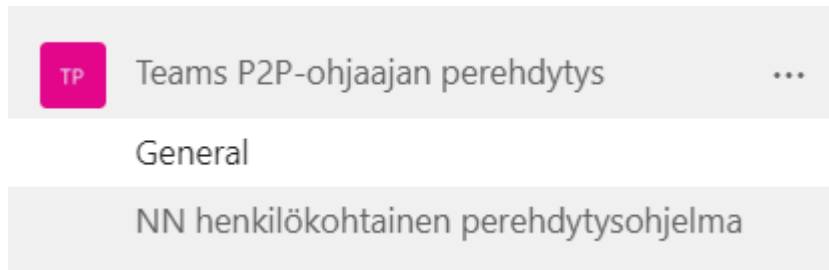 TP Teams P2P-ohjaajan perehdytys ...
General
NN henkilökohtainen perehdytysohjelma